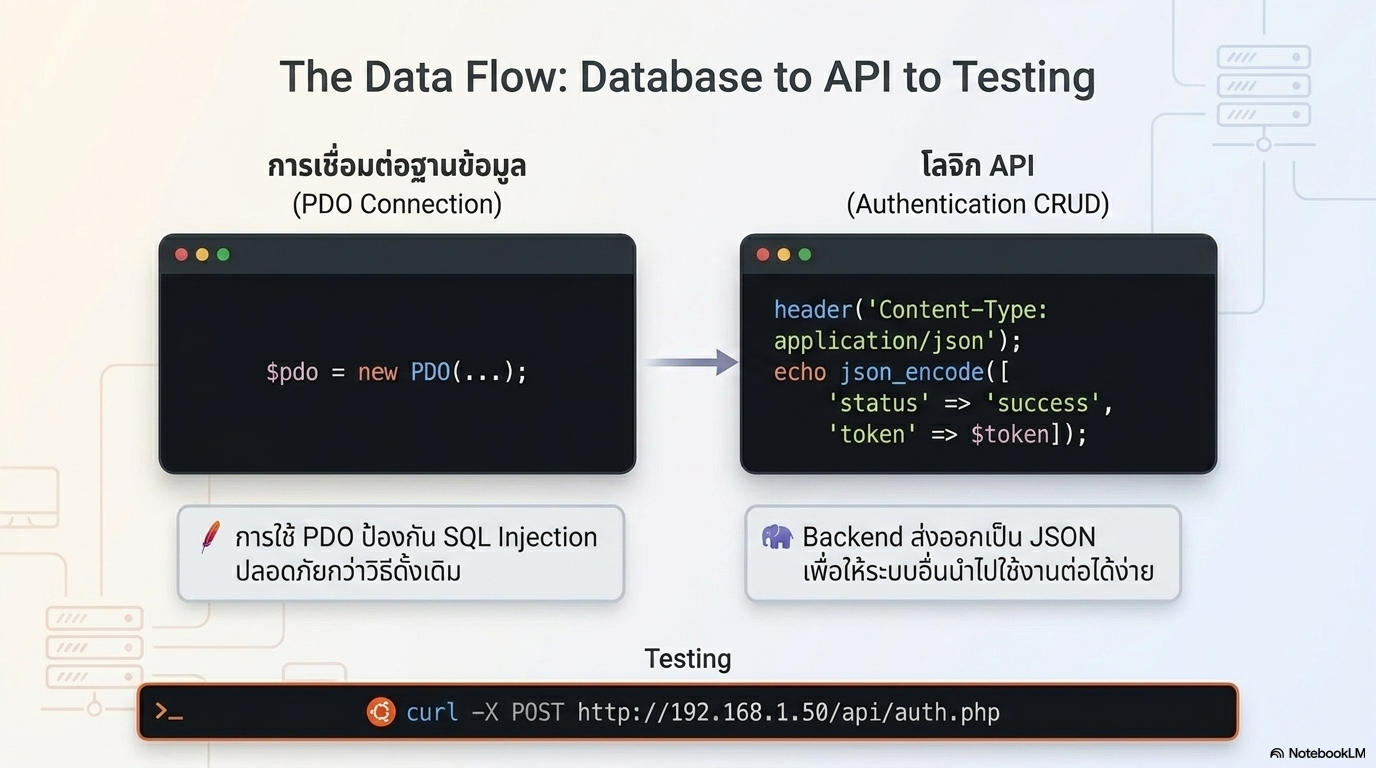 The Data Flow: Database to API to Testing
การเชื่อมต่อฐานข้อมูล
(PDO Connection)
$pdo = new PDO(...);
การใช้ PDO ป้องกัน SQL Injection
ปลอดภัยกว่าวิธีดั้งเดิม
โลจิก API
(Authentication CRUD)
header('Content-Type:
application/json');
echo json_encode([
    'status' => 'success',
    'token' => $token]);
Backend ส่งออกเป็น JSON
เพื่อให้ระบบอื่นนำไปใช้งานต่อได้ง่าย
Testing
>_ curl -X POST http://192.168.1.50/api/auth.php
NotebookLM